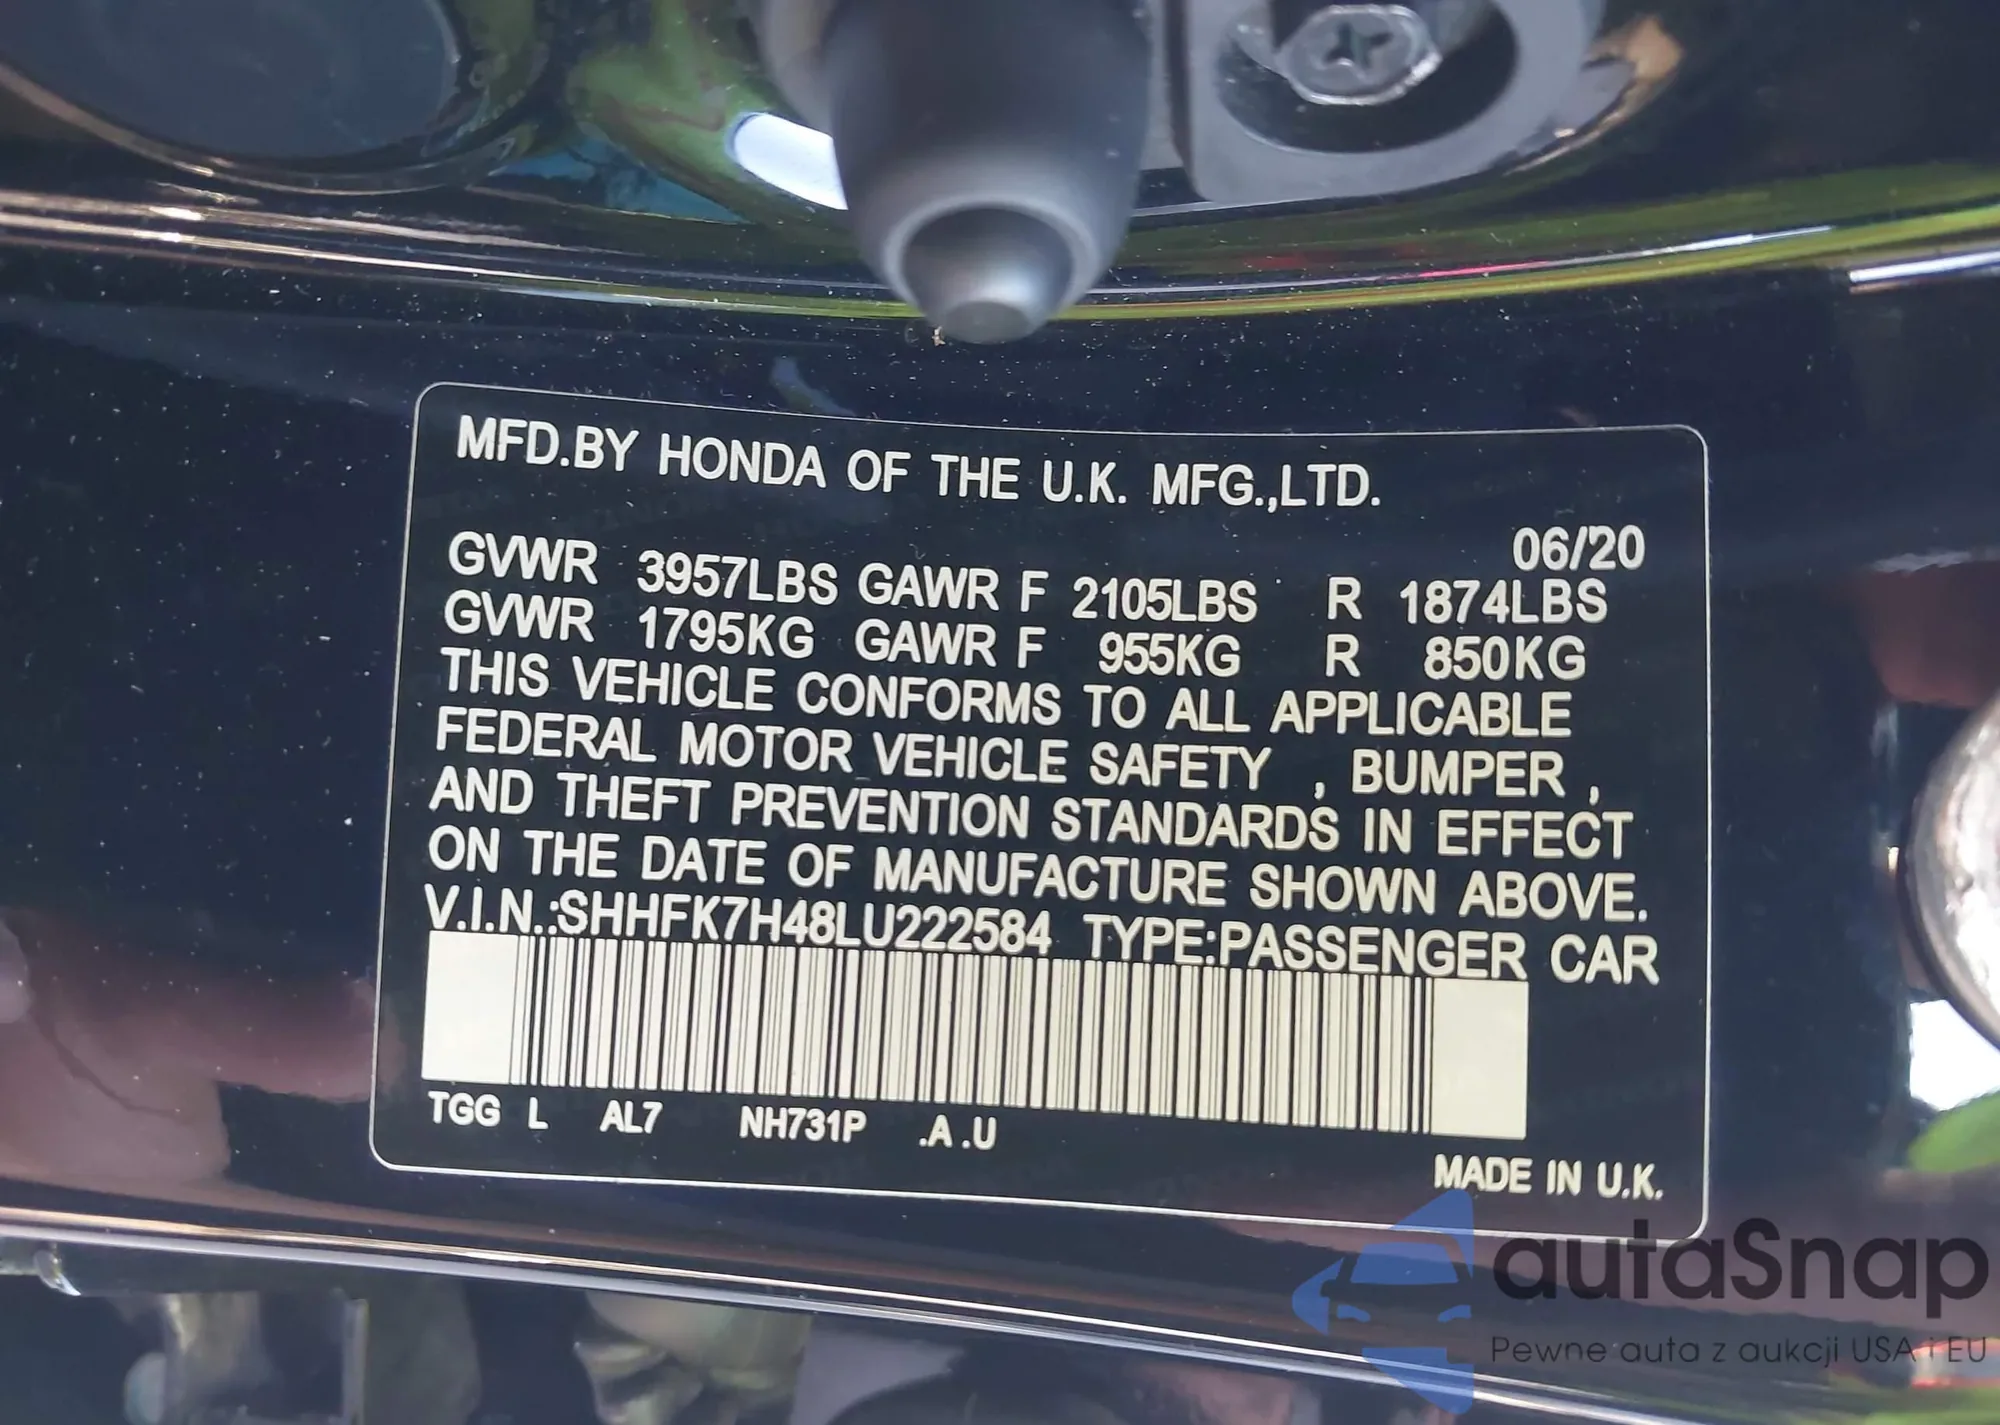 MFD.BY HONDA OF THE U.K. MFG.,LTD.
06/20
GVWR 3957LBS GAWR F 2105LBS R 1874LBS
GVWR 1795KG GAWR F 955KG R 850KG
THIS VEHICLE CONFORMS TO ALL APPLICABLE
FEDERAL MOTOR VEHICLE SAFETY , BUMPER ,
AND THEFT PREVENTION STANDARDS IN EFFECT
ON THE DATE OF MANUFACTURE SHOWN ABOVE.
V.I.N.:SHHFK7H48LU222584 TYPE:PASSENGER CAR
TGG L AL7 NH731P .A .U
MADE IN U.K.
autaSnap
Pewne auta z aukcji USA i EU